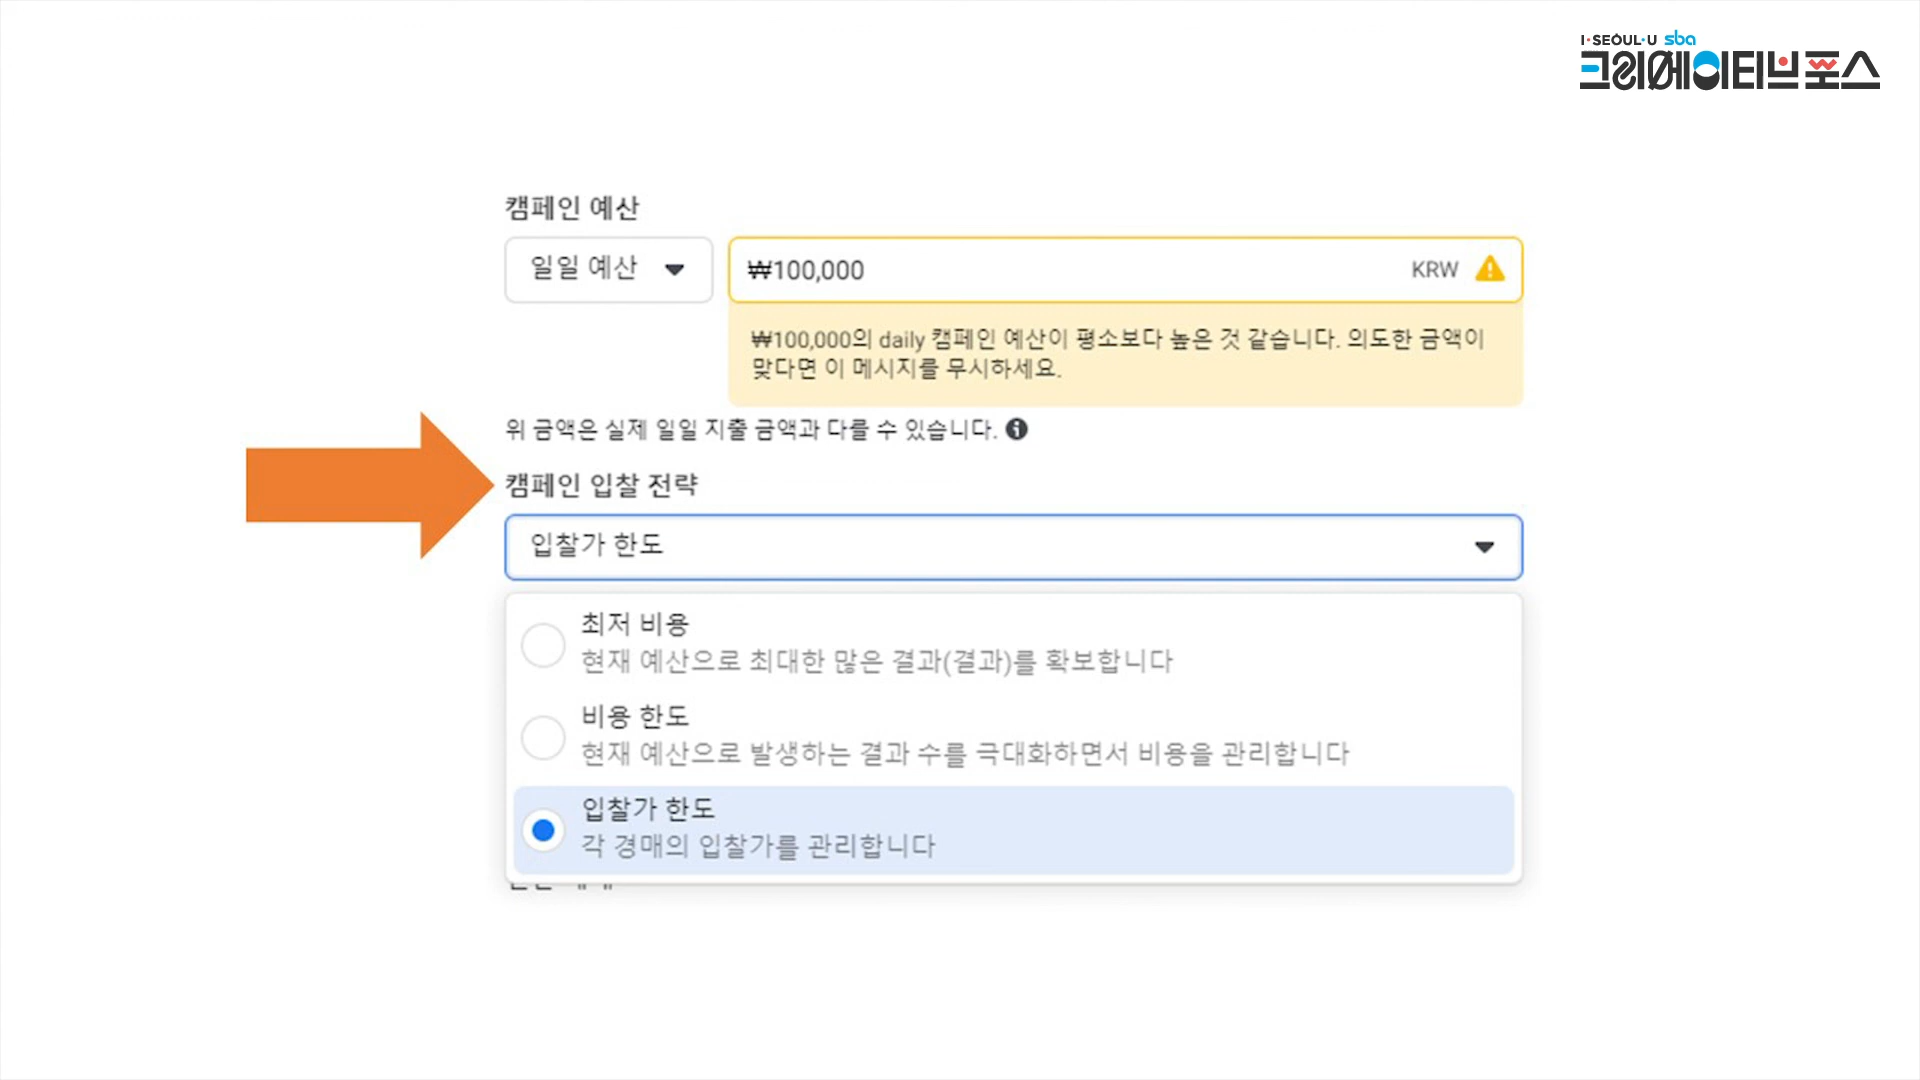 I·SEOUL·U sba
크리에이티브포스
캠페인 예산
일일 예산
₩100,000
KRW
₩100,000의 daily 캠페인 예산이 평소보다 높은 것 같습니다. 의도한 금액이
맞다면 이 메시지를 무시하세요.
위 금액은 실제 일일 지출 금액과 다를 수 있습니다.
캠페인 입찰 전략
입찰가 한도
최저 비용
현재 예산으로 최대한 많은 결과(결과)를 확보합니다
비용 한도
현재 예산으로 발생하는 결과 수를 극대화하면서 비용을 관리합니다
입찰가 한도
각 경매의 입찰가를 관리합니다